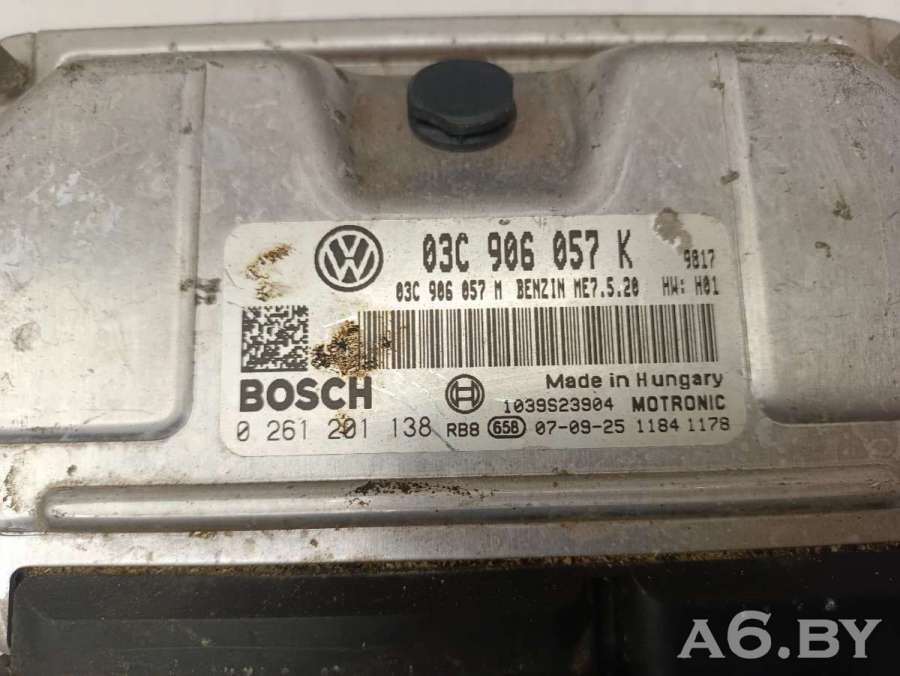 03C 906 057 K 9817
03C 906 057 M BENZIN ME7.5.20 HW: H01
BOSCH
Made in Hungary
1039S23904 MOTRONIC
0 261 201 138 RB8 658 07-09-25 1184 1178
A6.BY